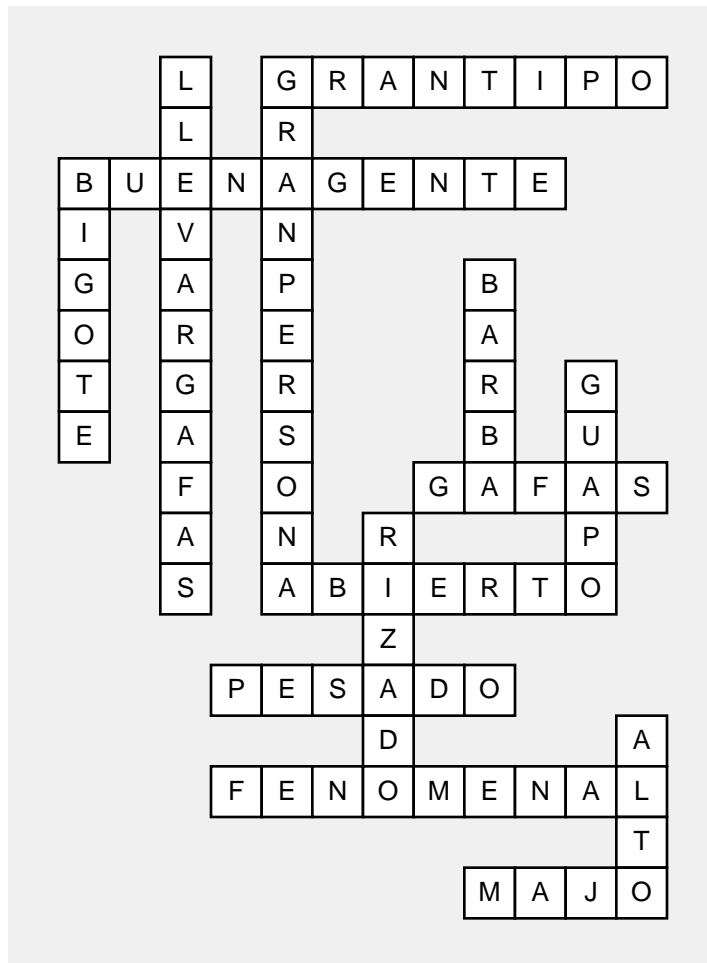 L G R A N T I P O
L R
B U E N A G E N T E
I V N
G A P B
O R E A
T G R R G
E A S B U
F O G A F A S
A N R P
S A B I E R T O
Z
P E S A D O
D A
F E N O M E N A L
T
M A J O